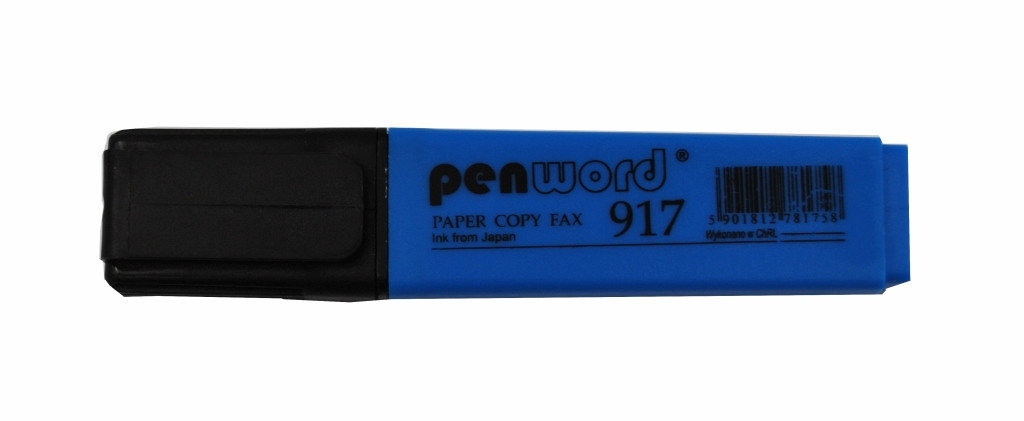 penword ®
PAPER COPY FAX 917
Ink from Japan
5 901812 781758
Wykonano w ChRL